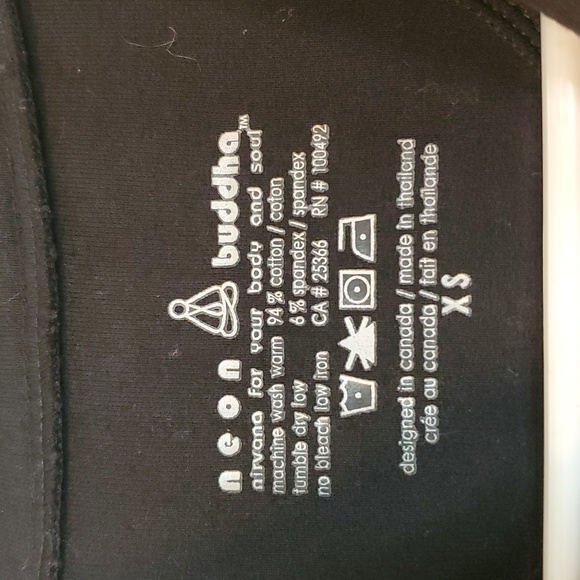 neon buddha™
nirvana for your body and soul
machine wash warm 94% cotton / coton
tumble dry low 6% spandex / spandex
no bleach low iron CA # 25366 RN # 100492
designed in canada / made in thailand
crée au canada / fait en thaïlande
XS